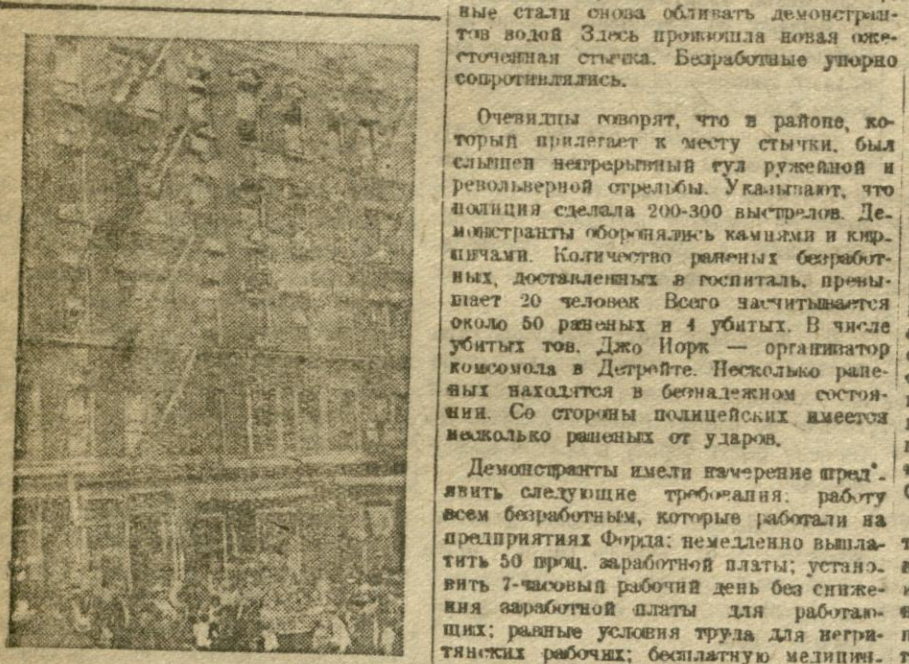 ные стали снова обливать демонстран-
тов водой Здесь произошла новая оже-
сточенная стычка. Безработные упорно
сопротивлялись.
Очевидцы говорят, что в районе, ко-
торый прилегает к месту стычки, был
слышен непрерывный гул ружейной и
револьверной стрельбы. Указывают, что
полиция сделала 200-300 выстрелов. Де-
монстранты оборонялись камнями и кир-
пичами. Количество раненых безработ-
ных, доставленных в госпиталь, превы-
шает 20 человек Всего насчитывается
около 50 раненых и 4 убитых. В числе
убитых тов. Джо Иорк — организатор
комсомола в Детройте. Несколько ране-
ных находятся в безнадежном состоя-
нии. Со стороны полицейских имеется
несколько раненых от ударов.
Демонстранты имели намерение пред'-
явить следующие требования: работу
всем безработным, которые работали на
предприятиях Форда; немедленно выпла-
тить 50 проц. заработной платы; устано-
вить 7-часовый рабочий день без сниже-
ния заработной платы для работаю-
щих; равные условия труда для негри-
тянских рабочих; бесплатную медицин-